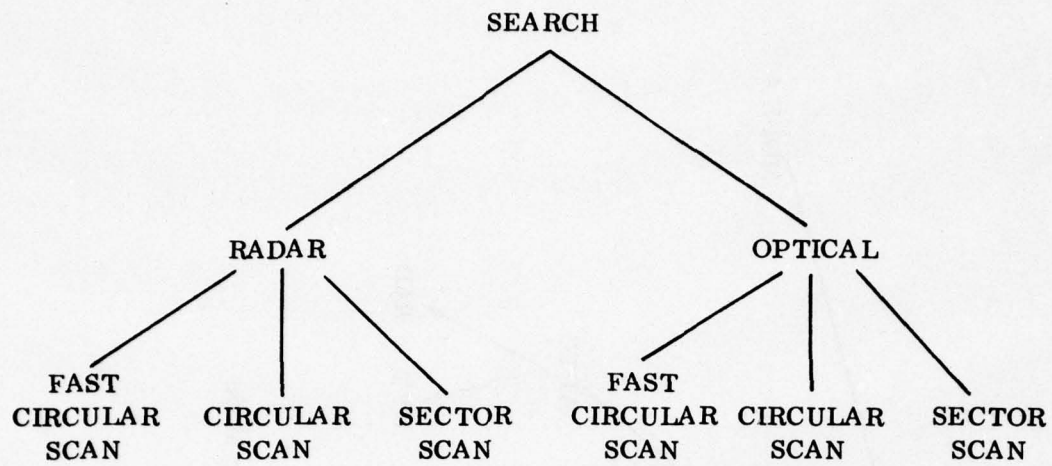 SEARCH
RADAR OPTICAL
FAST CIRCULAR SCAN
CIRCULAR SCAN
SECTOR SCAN
FAST CIRCULAR SCAN
CIRCULAR SCAN
SECTOR SCAN